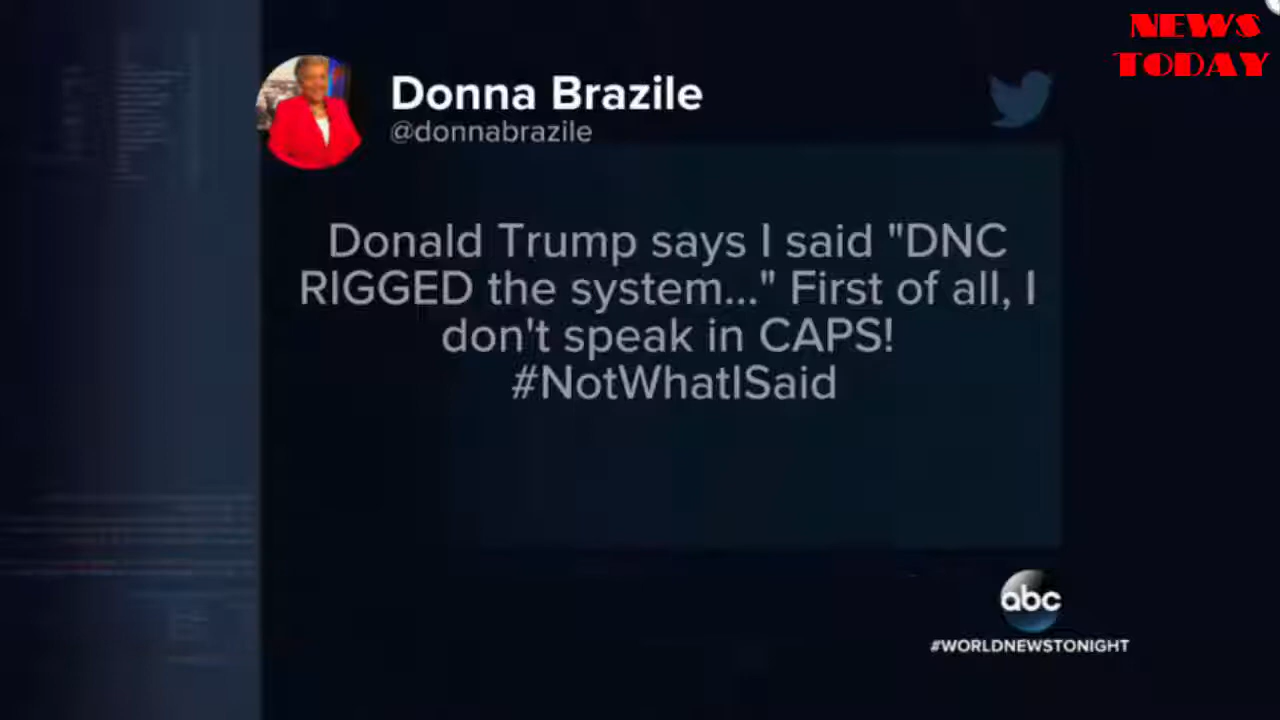 NEWS
TODAY
Donna Brazile
@donnabrazile
Donald Trump says I said "DNC
RIGGED the system..." First of all, I
don't speak in CAPS!
#NotWhatISaid
abc
#WORLDNEWSTONIGHT